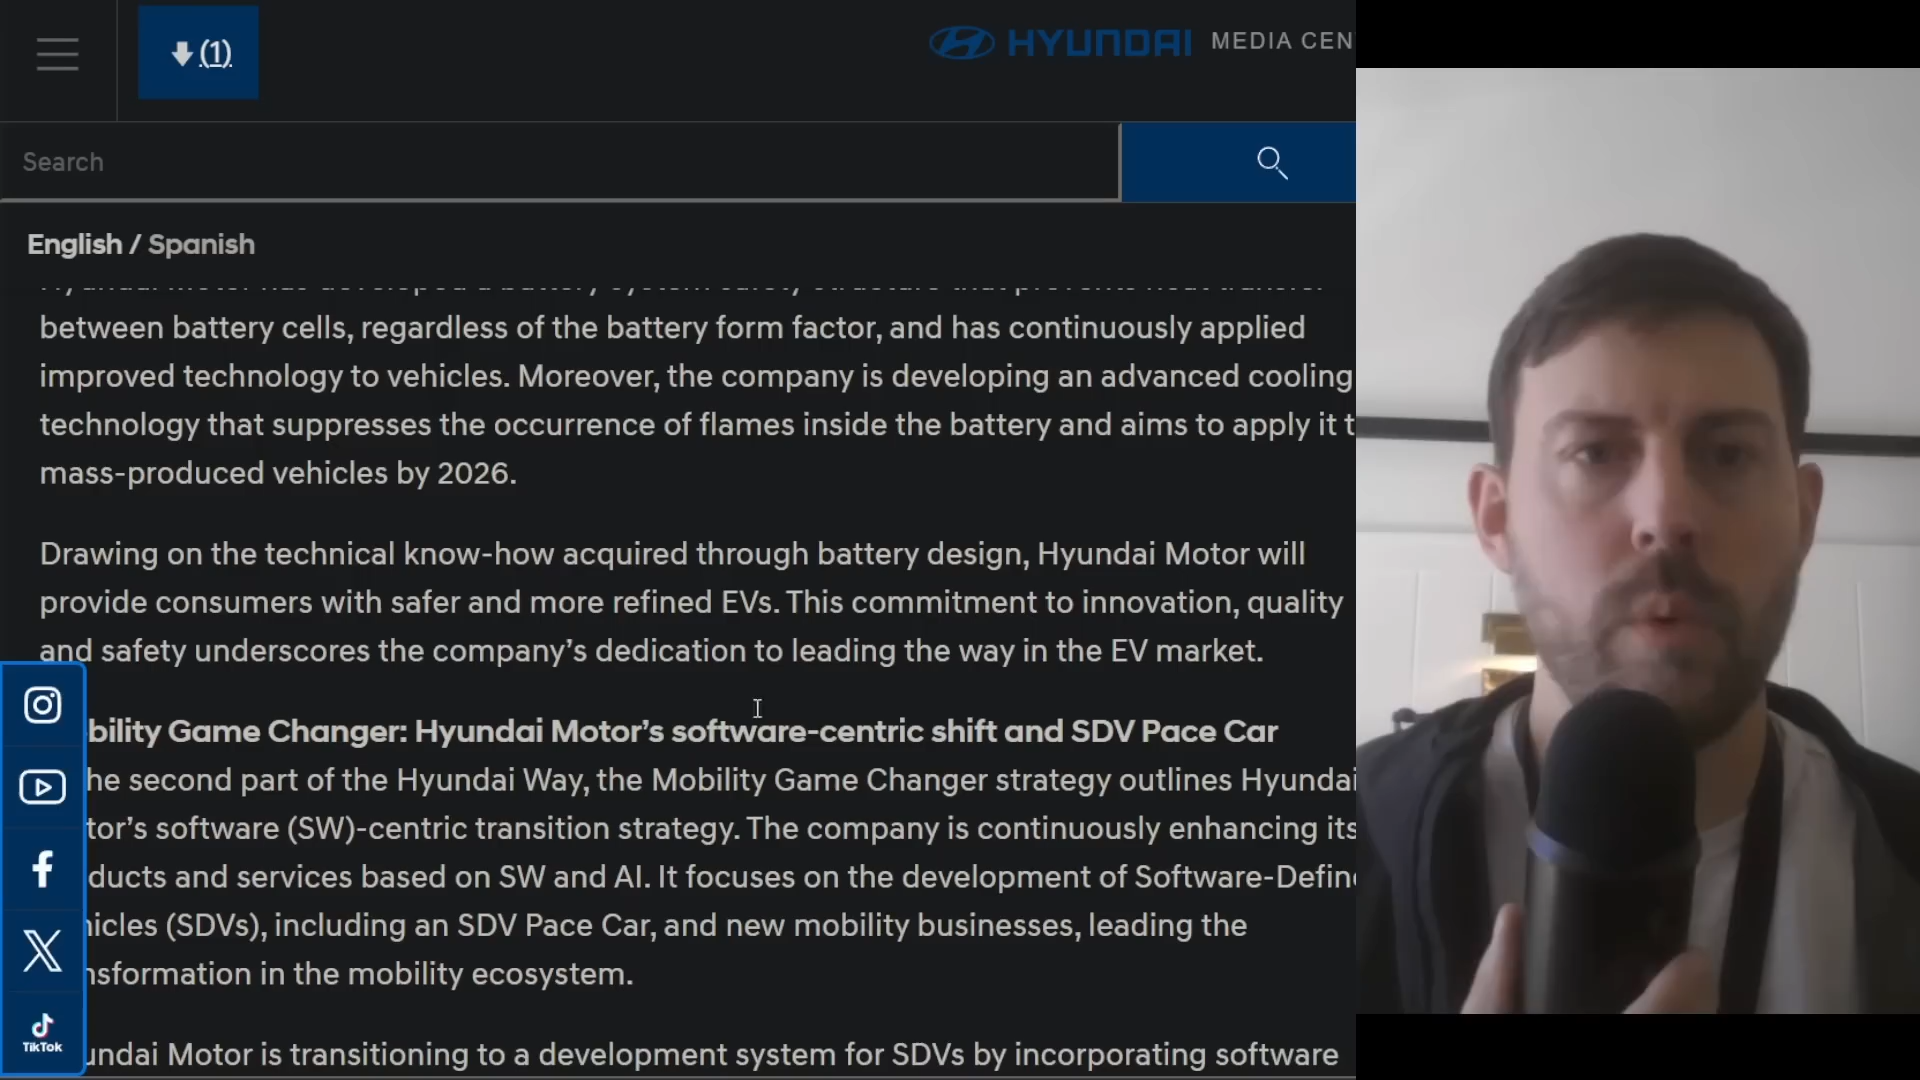 (1)
HYUNDAI MEDIA CEN
Search
English / Spanish
between battery cells, regardless of the battery form factor, and has continuously applied
improved technology to vehicles. Moreover, the company is developing an advanced cooling
technology that suppresses the occurrence of flames inside the battery and aims to apply it t
mass-produced vehicles by 2026.
Drawing on the technical know-how acquired through battery design, Hyundai Motor will
provide consumers with safer and more refined EVs. This commitment to innovation, quality
and safety underscores the company’s dedication to leading the way in the EV market.
bility Game Changer: Hyundai Motor’s software-centric shift and SDV Pace Car
he second part of the Hyundai Way, the Mobility Game Changer strategy outlines Hyundai
tor’s software (SW)-centric transition strategy. The company is continuously enhancing its
ducts and services based on SW and AI. It focuses on the development of Software-Define
icles (SDVs), including an SDV Pace Car, and new mobility businesses, leading the
nsformation in the mobility ecosystem.
TikTok
undai Motor is transitioning to a development system for SDVs by incorporating software